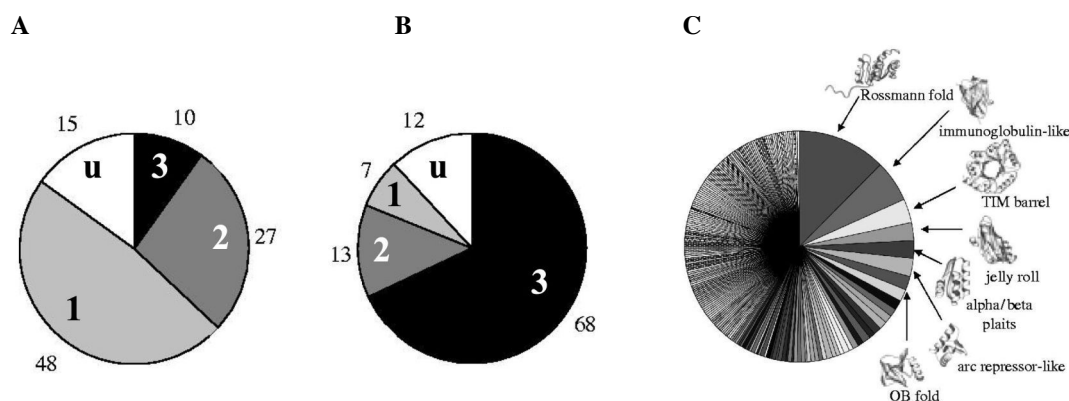 A
B
C
15
10
u
3
2
27
1
48
12
7
u
1
2
13
3
68
Rossmann fold
immunoglobulin-like
TIM barrel
jelly roll
alpha/beta
plaits
arc repressor-like
OB fold